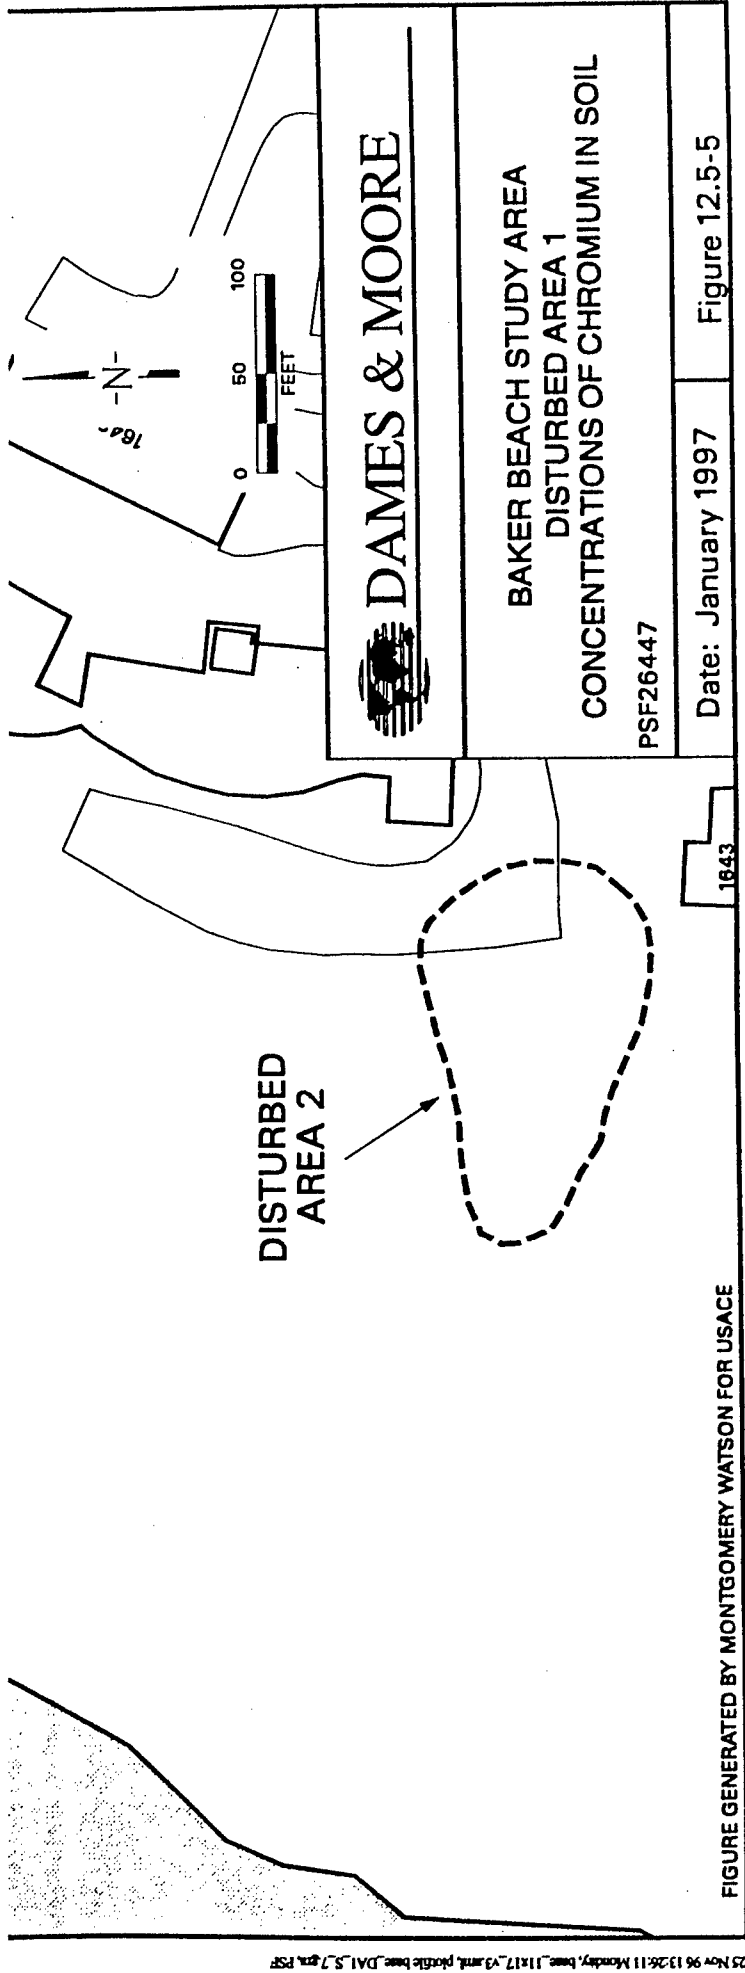 DISTURBED
AREA 2
164
-N-
0 50 100
FEET
DAMES & MOORE
BAKER BEACH STUDY AREA
DISTURBED AREA 1
CONCENTRATIONS OF CHROMIUM IN SOIL
PSF26447
Date: January 1997
Figure 12.5-5
1643
FIGURE GENERATED BY MONTGOMERY WATSON FOR USACE
25 Nov 96 13:26:11 Monday, base_11x17_v3.aml, plotfile base_DA1_S_7.gra, PSF